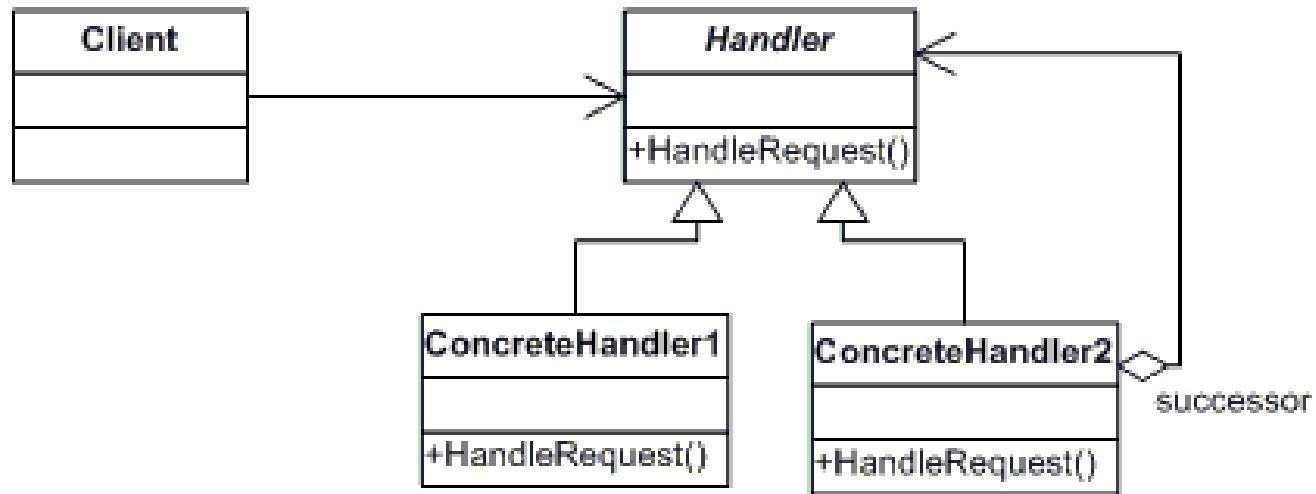 Client
Handler
+HandleRequest()
ConcreteHandler1
+HandleRequest()
ConcreteHandler2
+HandleRequest()
successor